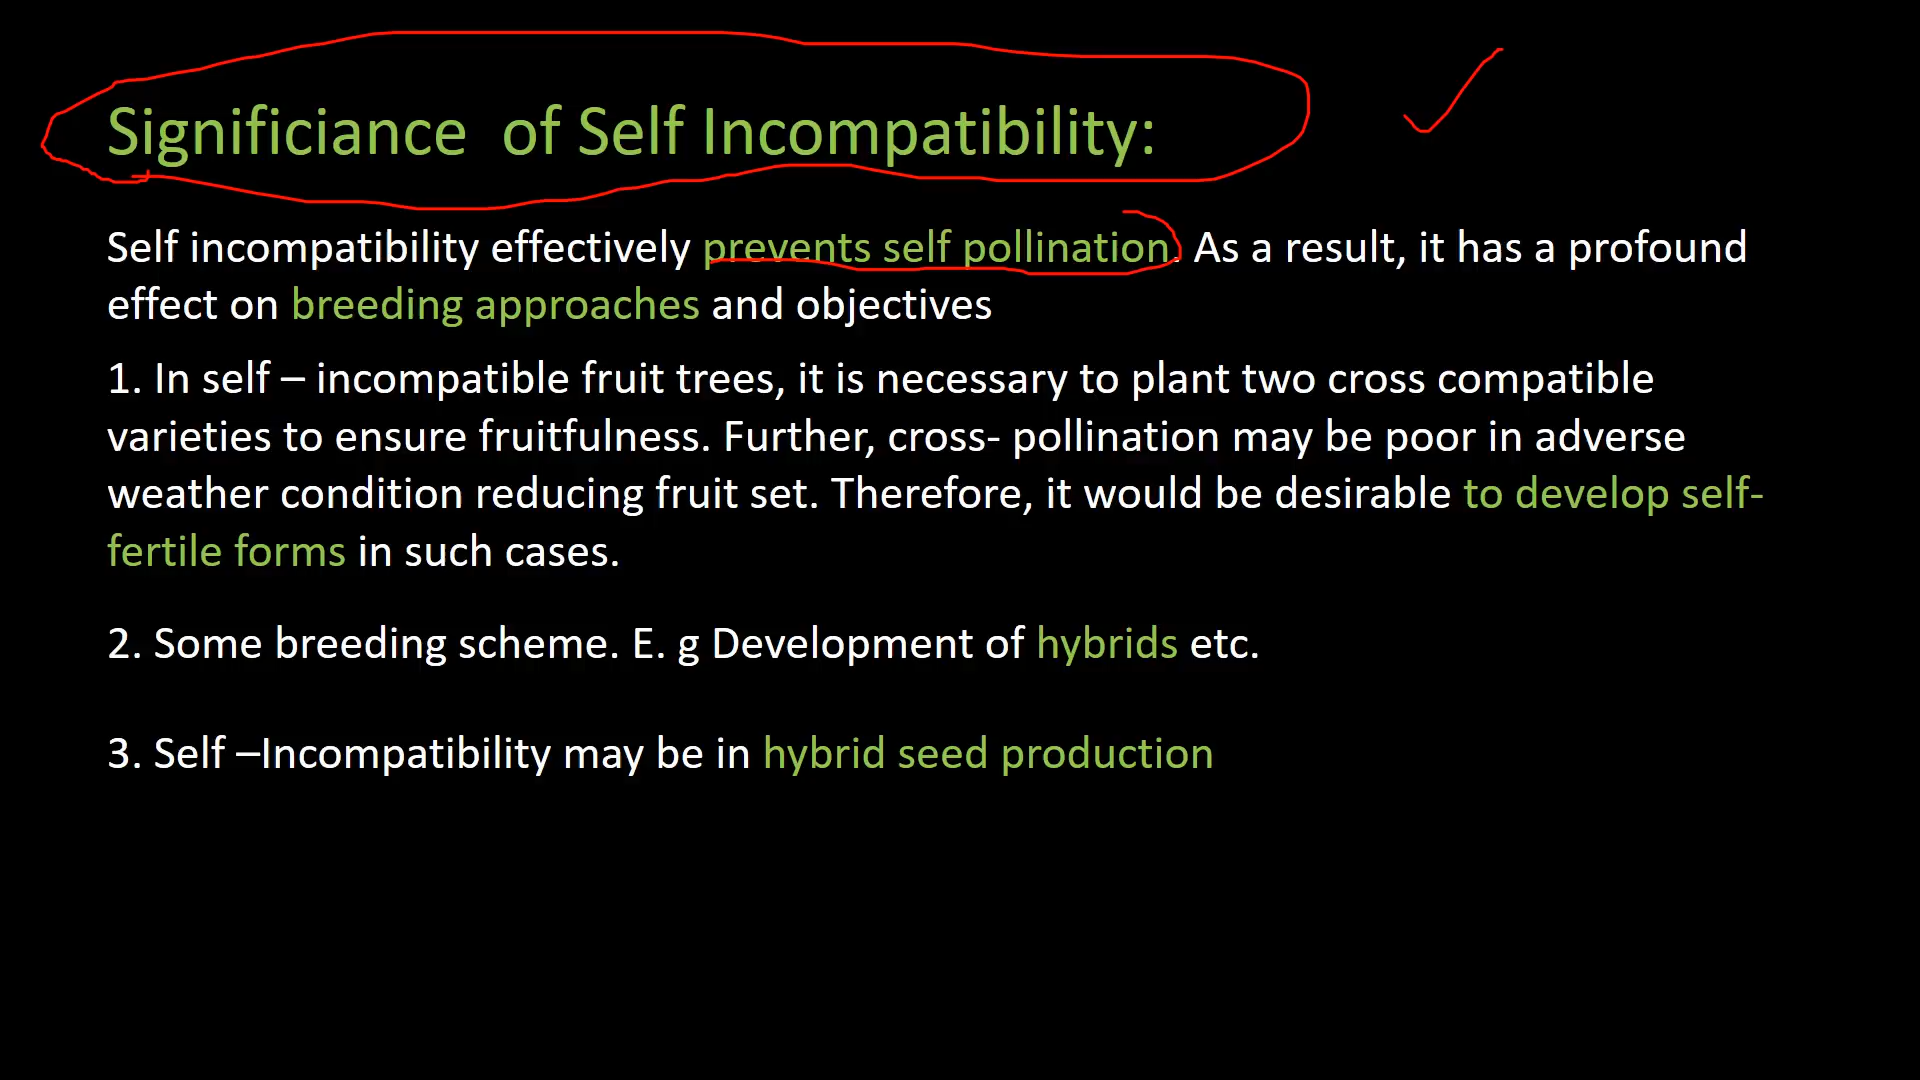 Significiance of Self Incompatibility:
Self incompatibility effectively prevents self pollination. As a result, it has a profound
effect on breeding approaches and objectives
1. In self – incompatible fruit trees, it is necessary to plant two cross compatible
varieties to ensure fruitfulness. Further, cross- pollination may be poor in adverse
weather condition reducing fruit set. Therefore, it would be desirable to develop self-
fertile forms in such cases.
2. Some breeding scheme. E. g Development of hybrids etc.
3. Self –Incompatibility may be in hybrid seed production